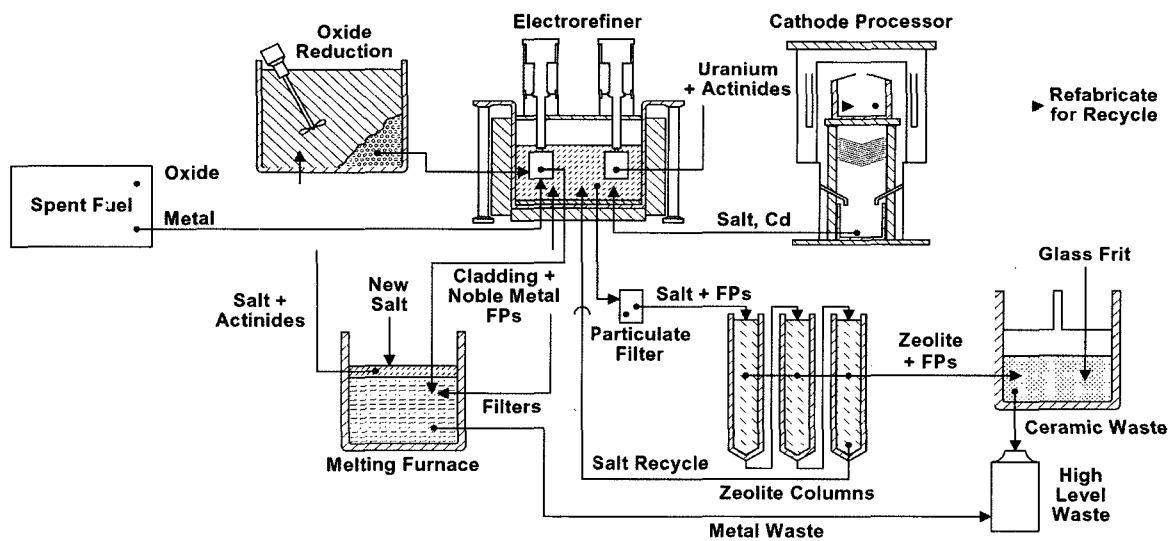 Electrorefiner
Cathode Processor
Oxide
Reduction
Uranium
+ Actinides
Refabricate
for Recycle
Oxide
Spent Fuel
Metal
Salt, Cd
Glass Frit
Salt +
Actinides
New
Salt
Cladding +
Noble Metal
FPs
Salt + FPs
Particulate
Filter
Zeolite
+ FPs
Filters
Ceramic Waste
Melting Furnace
Salt Recycle
Zeolite Columns
High
Level
Waste
Metal Waste